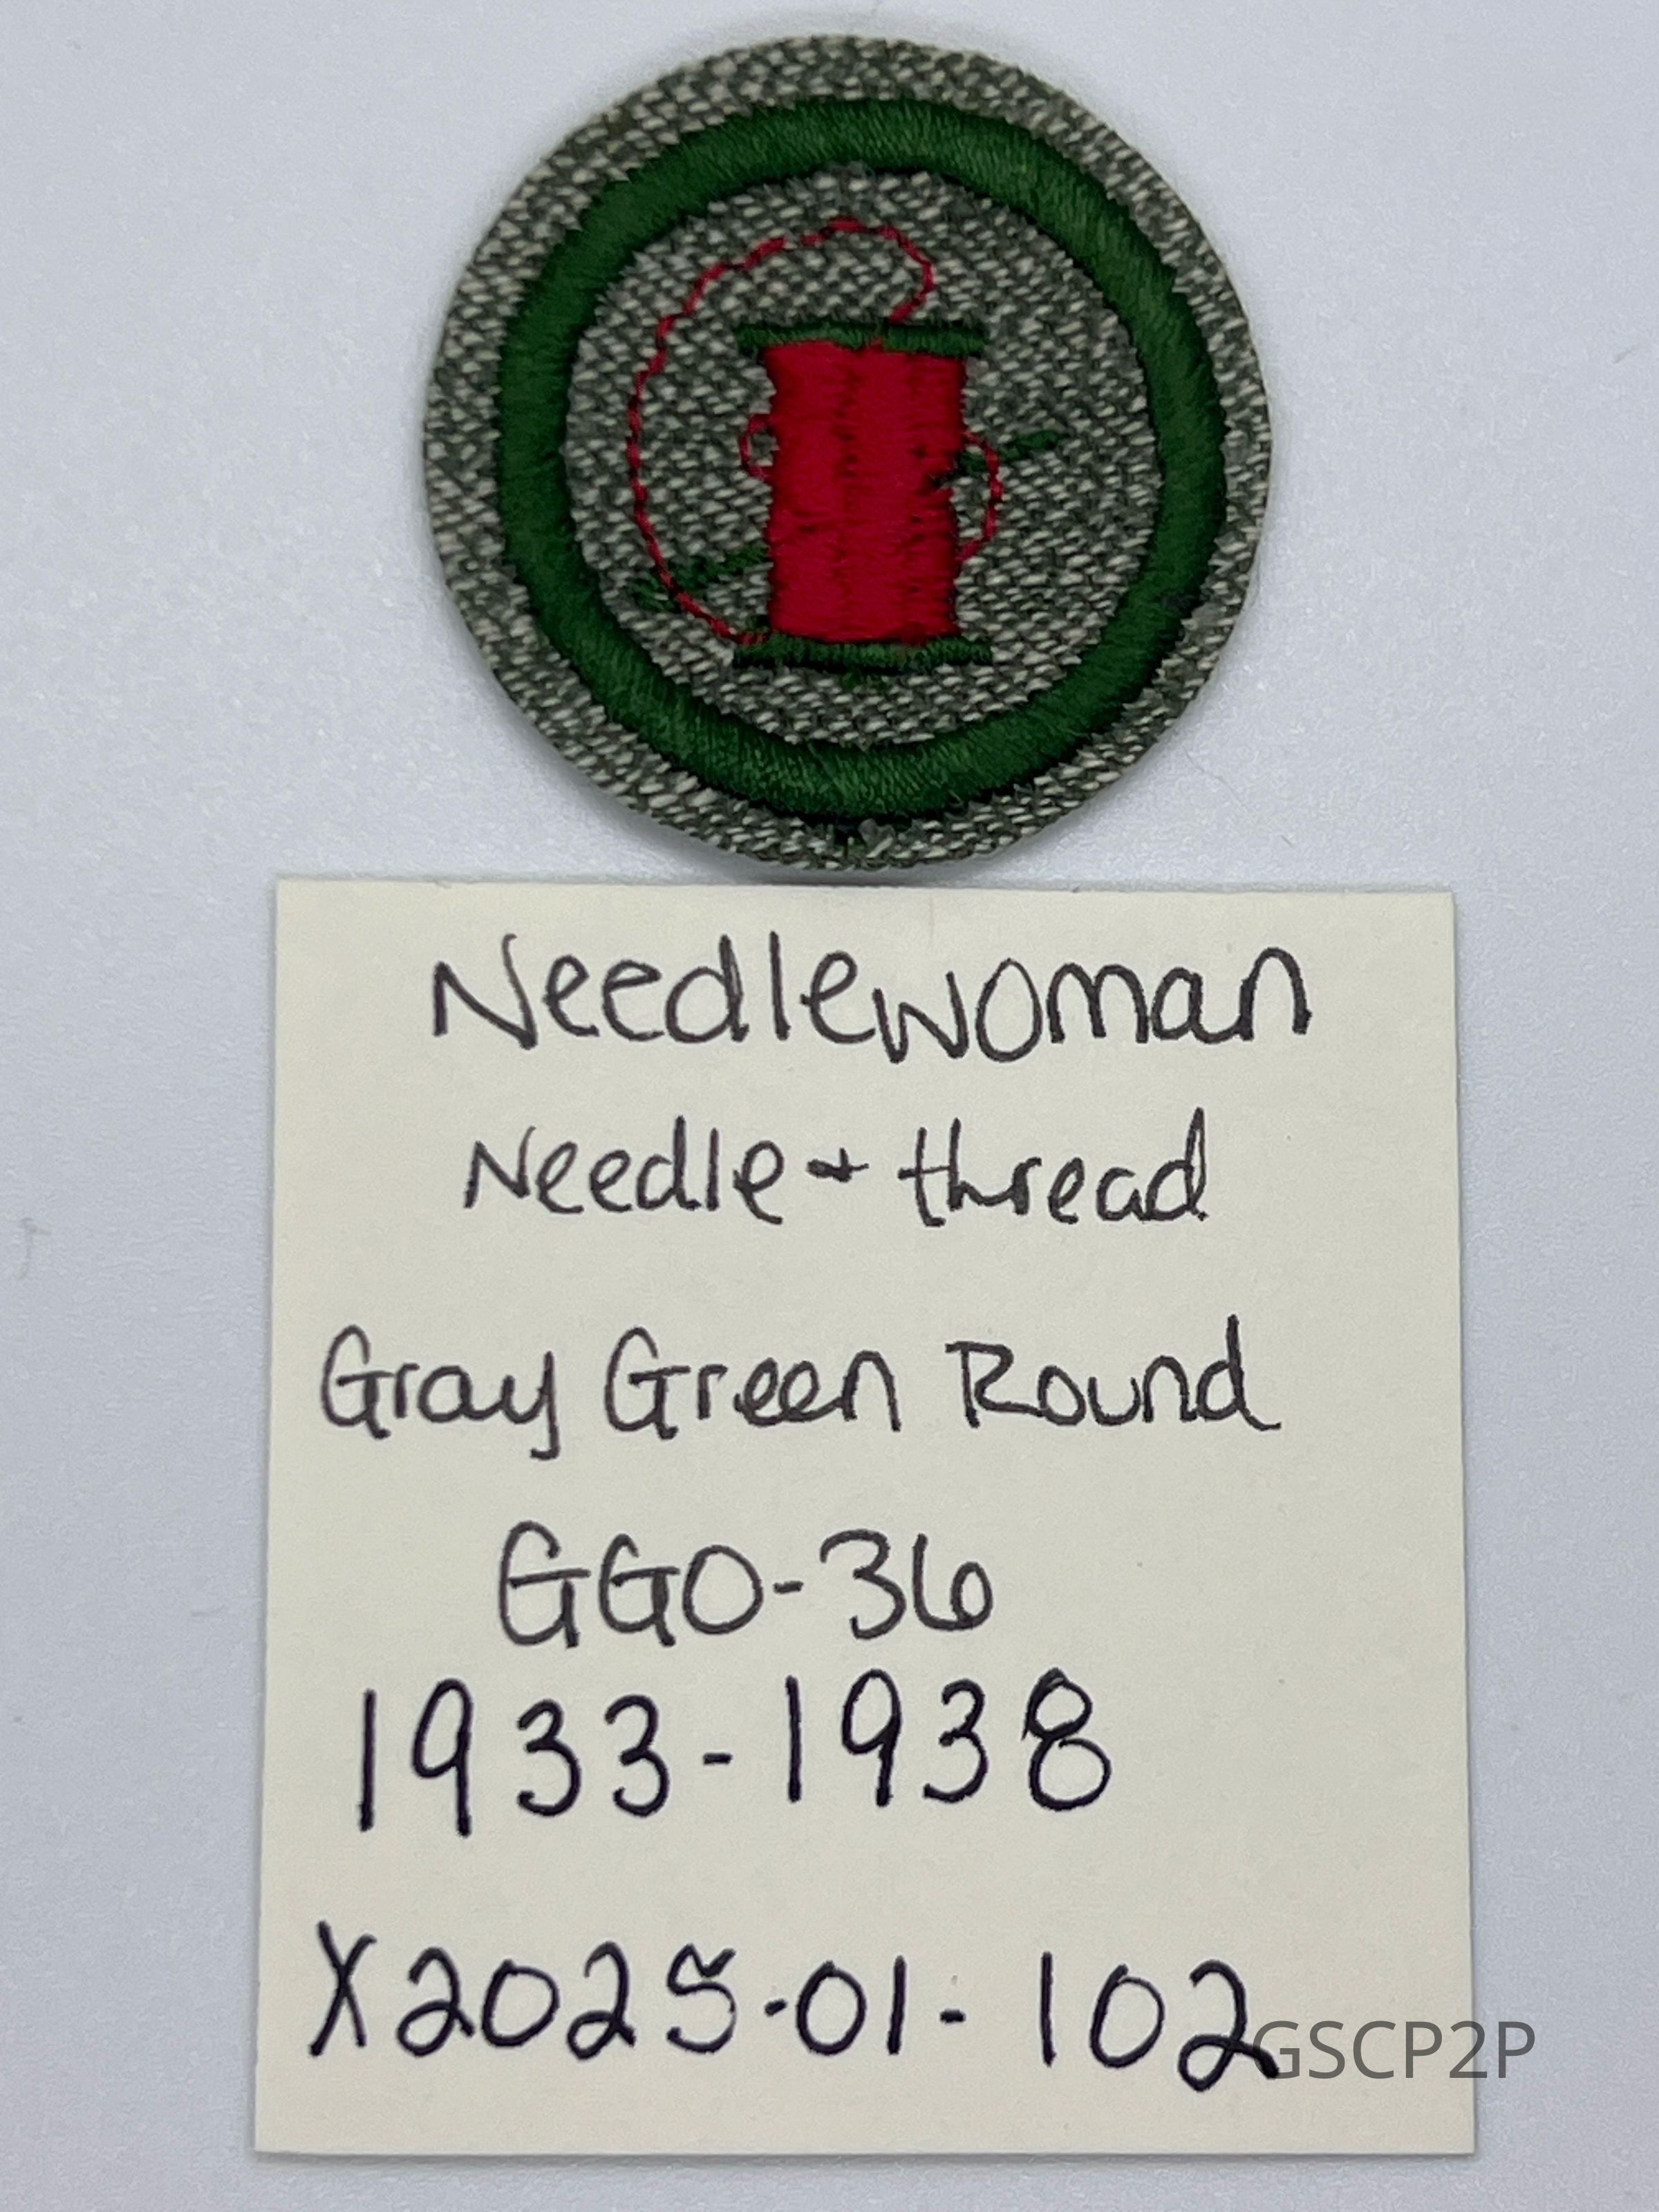 Needlewoman
Needle + thread
Gray Green Round
GGO-36
1933-1938
X2025-01-102
GSCP2P